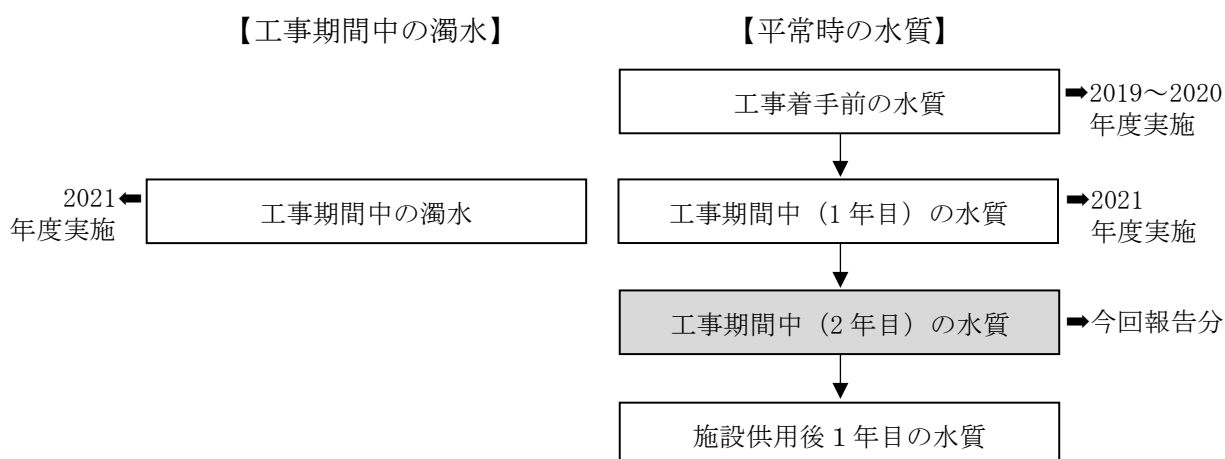 【工事期間中の濁水】
【平常時の水質】
工事着手前の水質
➡2019～2020
年度実施
2021⬅
年度実施
工事期間中の濁水
工事期間中（1 年目）の水質
➡2021
年度実施
工事期間中（2 年目）の水質
➡今回報告分
施設供用後 1 年目の水質